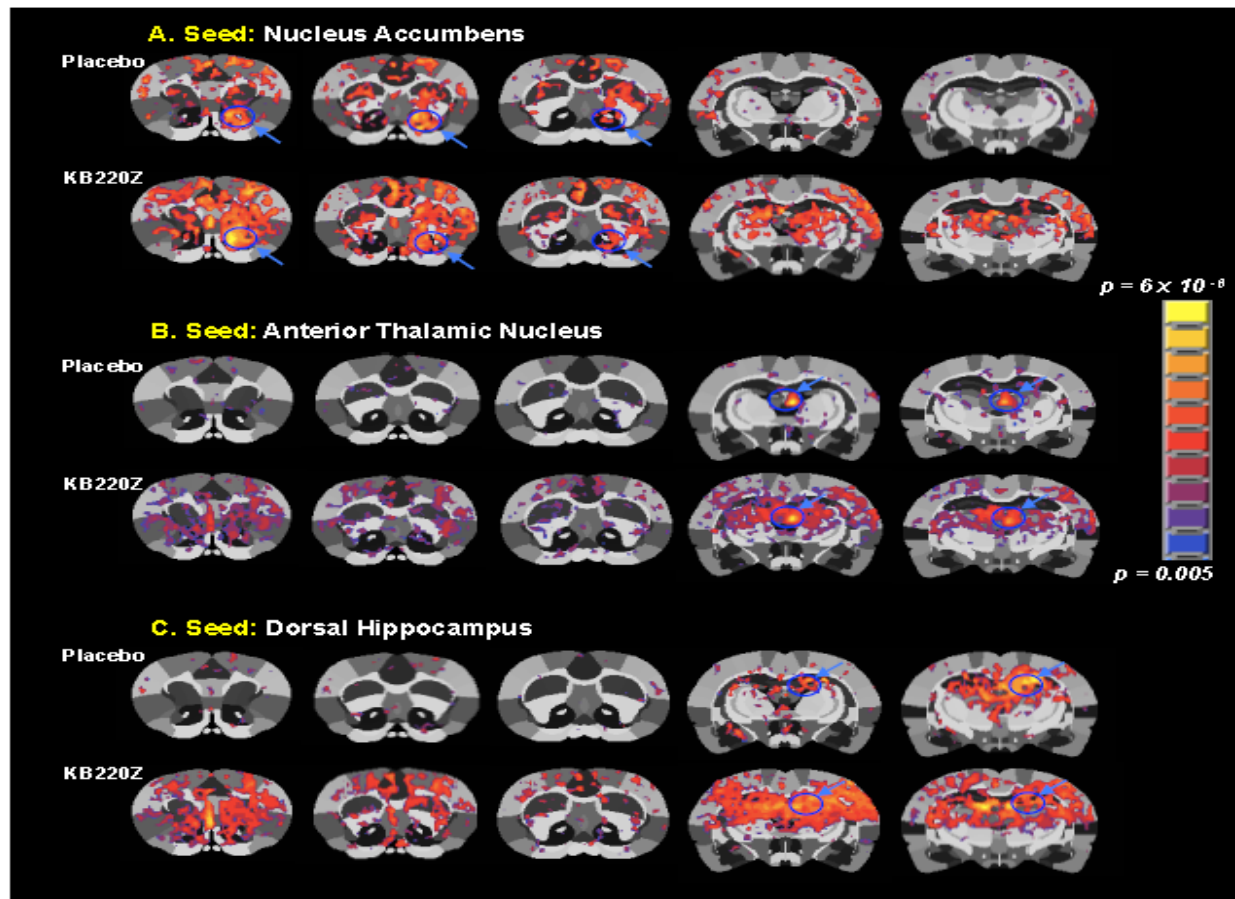 A. Seed: Nucleus Accumbens
Placebo
KB220Z
p = 6 x 10⁻⁶
B. Seed: Anterior Thalamic Nucleus
Placebo
KB220Z
p = 0.005
C. Seed: Dorsal Hippocampus
Placebo
KB220Z